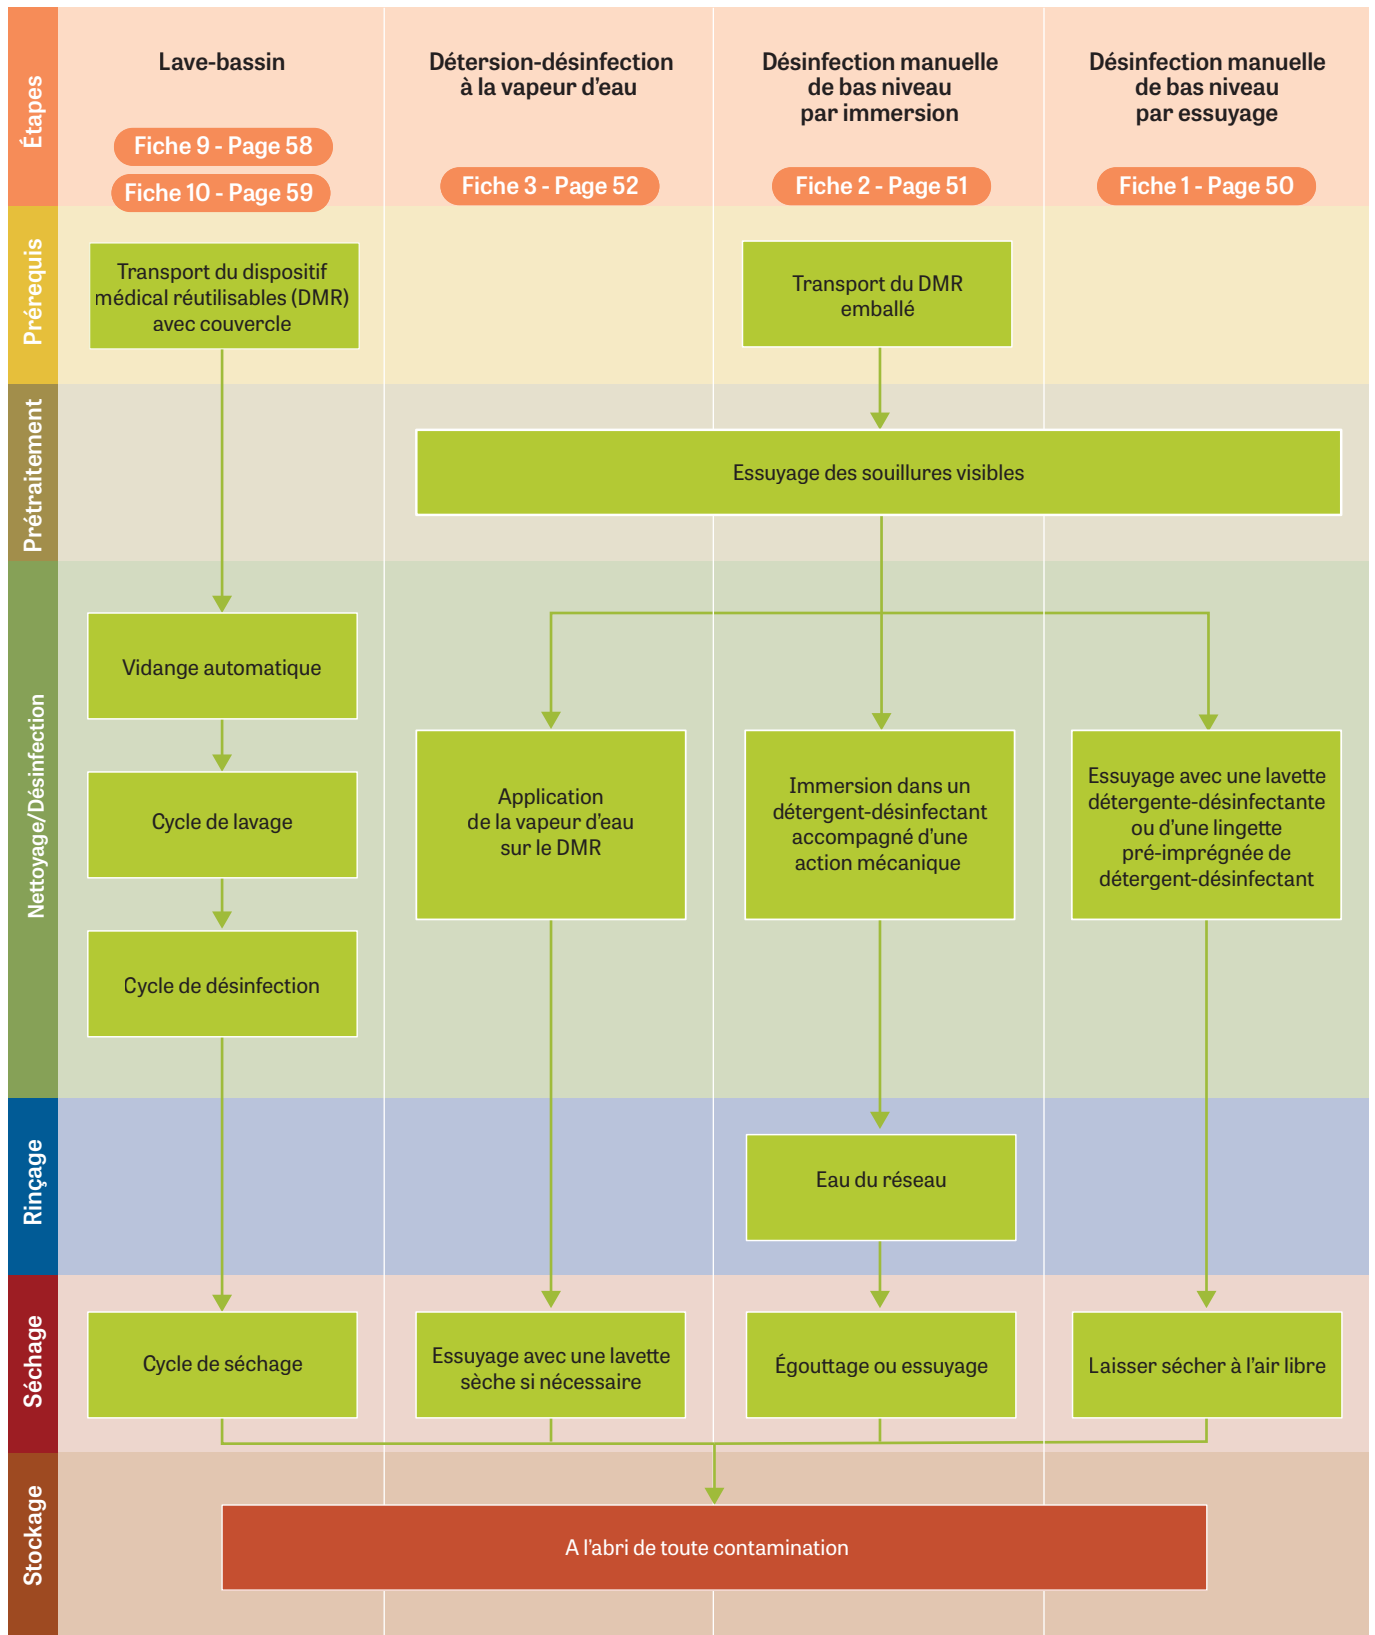 Étapes
Lave-bassin
Fiche 9 - Page 58
Fiche 10 - Page 59
Détersion-désinfection
à la vapeur d'eau
Fiche 3 - Page 52
Désinfection manuelle
de bas niveau
par immersion
Fiche 2 - Page 51
Désinfection manuelle
de bas niveau
par essuyage
Fiche 1 - Page 50
Prérequis
Transport du dispositif
médical réutilisables (DMR)
avec couvercle
Transport du DMR
emballé
Prétraitement
Essuyage des souillures visibles
Nettoyage/Désinfection
Vidange automatique
Cycle de lavage
Cycle de désinfection
Application
de la vapeur d'eau
sur le DMR
Immersion dans un
détergent-désinfectant
accompagné d'une
action mécanique
Essuyage avec une lavette
détergente-désinfectante
ou d'une lingette
pré-imprégnée de
détergent-désinfectant
Rinçage
Eau du réseau
Séchage
Cycle de séchage
Essuyage avec une lavette
sèche si nécessaire
Égouttage ou essuyage
Laisser sécher à l'air libre
Stockage
A l'abri de toute contamination